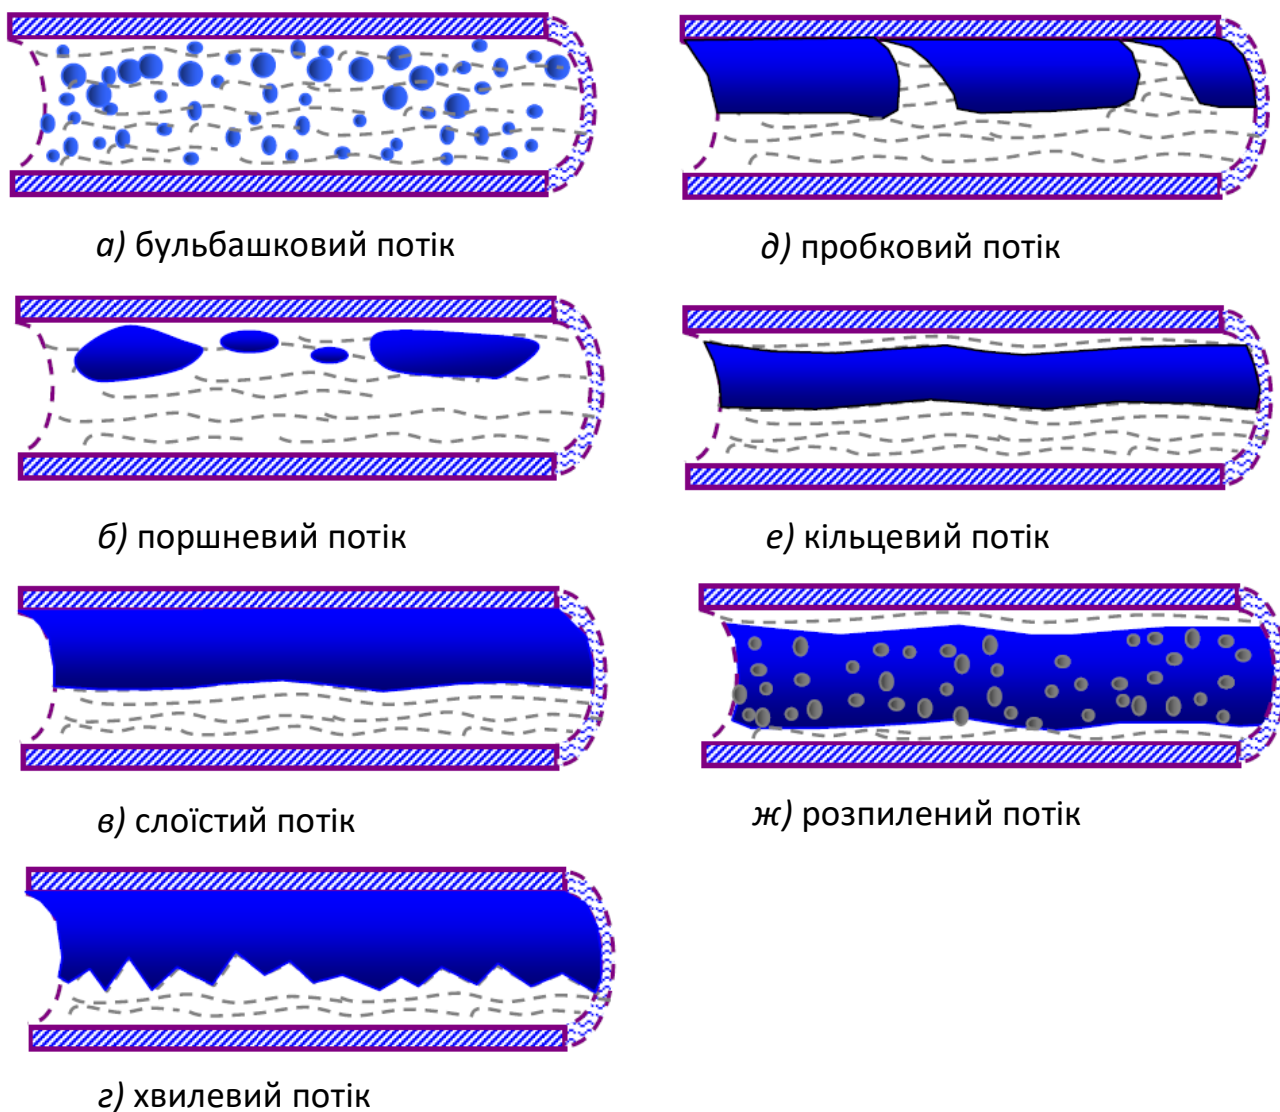 а) бульбашковий потік
д) пробковий потік
б) поршневий потік
е) кільцевий потік
в) слоїстий потік
ж) розпилений потік
г) хвилевий потік